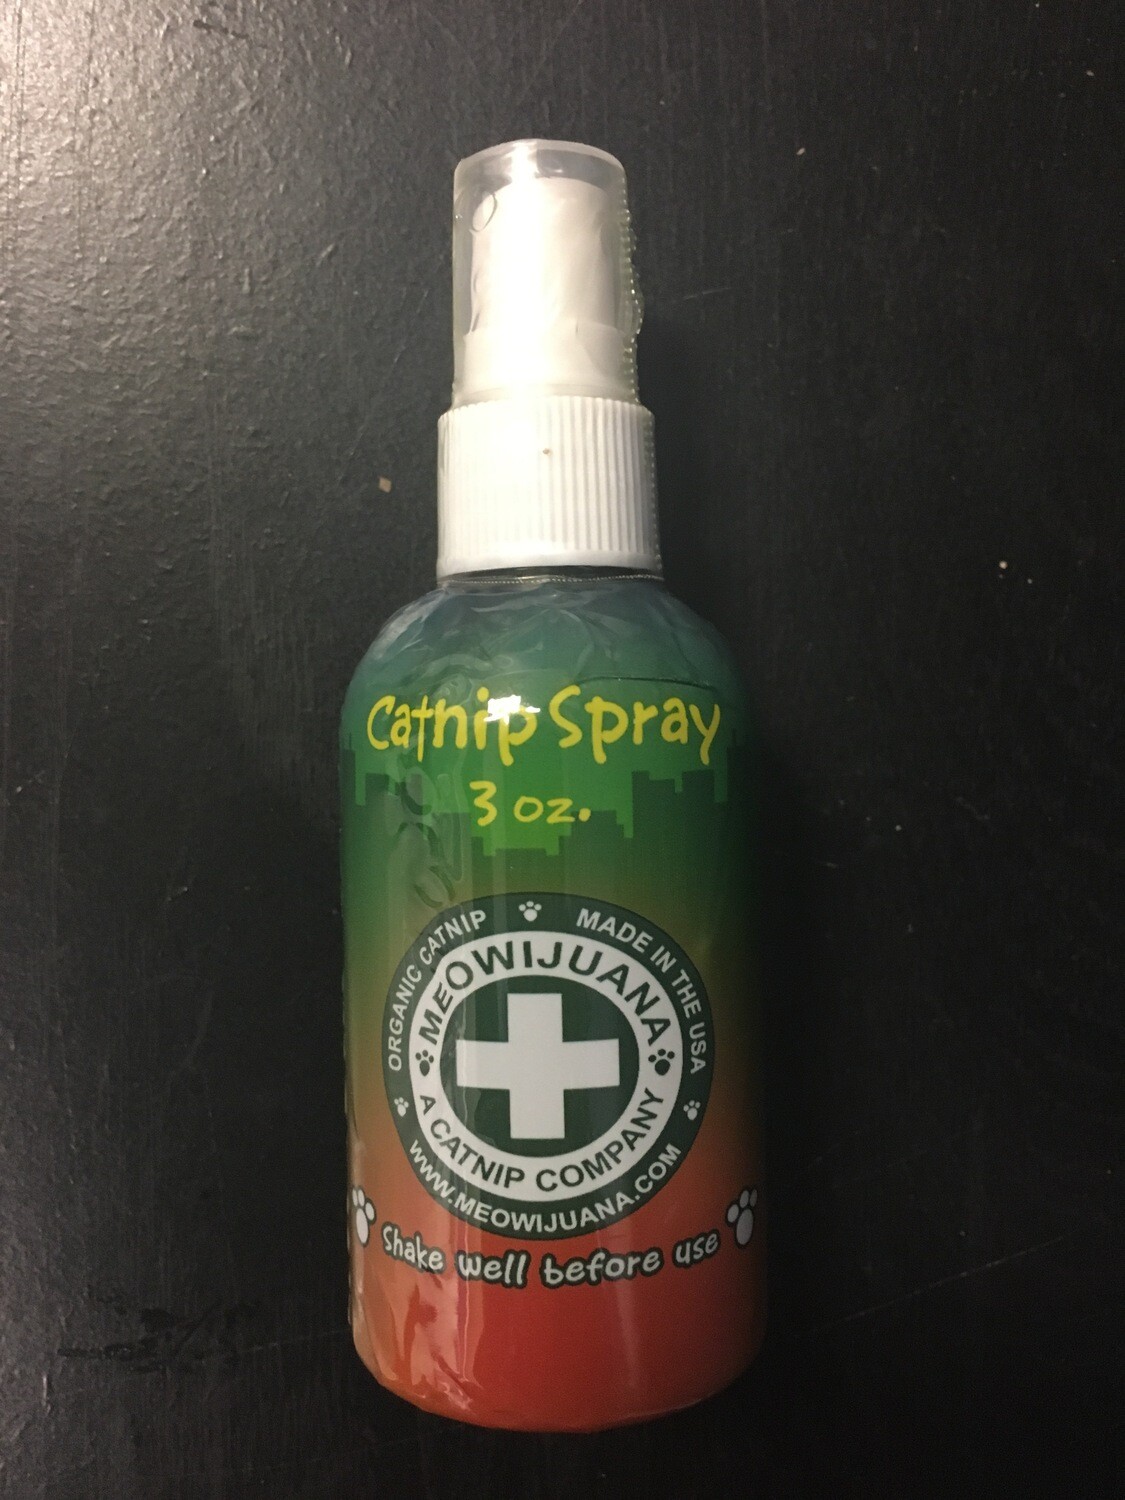 Catnip Spray
3 oz.
ORGANIC CATNIP MADE IN THE USA
MEOWIJUANA
A CATNIP COMPANY
WWW.MEOWIJUANA.COM
Shake well before use